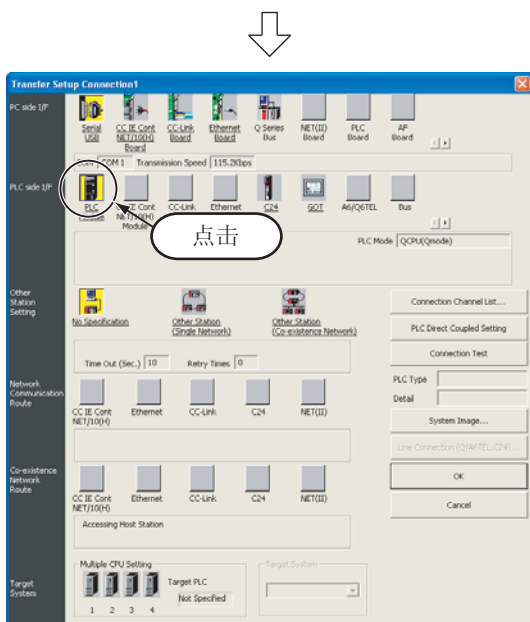 Transfer Setup Connection1
PC side I/F
Serial USB
CC IE Cont NET/10(H) Board
CC-Link Board
Ethernet Board
Q Series Bus
NET(II) Board
PLC Board
AF Board
COM 1 Transmission Speed 115.2Kbps
PLC side I/F
PLC
IE Cont NET/10(H) Module
CC-Link
Ethernet
C24
GOT
A6/Q6TEL
Bus
点击
PLC Mode QCPU(Qmode)
Other Station Setting
No Specification
Other Station (Single Network)
Other Station (Co-existence Network)
Time Out (Sec.) 10 Retry Times 0
Connection Channel List...
PLC Direct Coupled Setting
Connection Test
PLC Type
Detail
System Image...
Line Connection (Q/A6TEL,C24)...
OK
Cancel
Network Communication Route
CC IE Cont NET/10(H)
Ethernet
CC-Link
C24
NET(II)
Co-existence Network Route
CC IE Cont NET/10(H)
Ethernet
CC-Link
C24
NET(II)
Accessing Host Station
Target System
Multiple CPU Setting
1 2 3 4
Target PLC
Not Specified
Target System